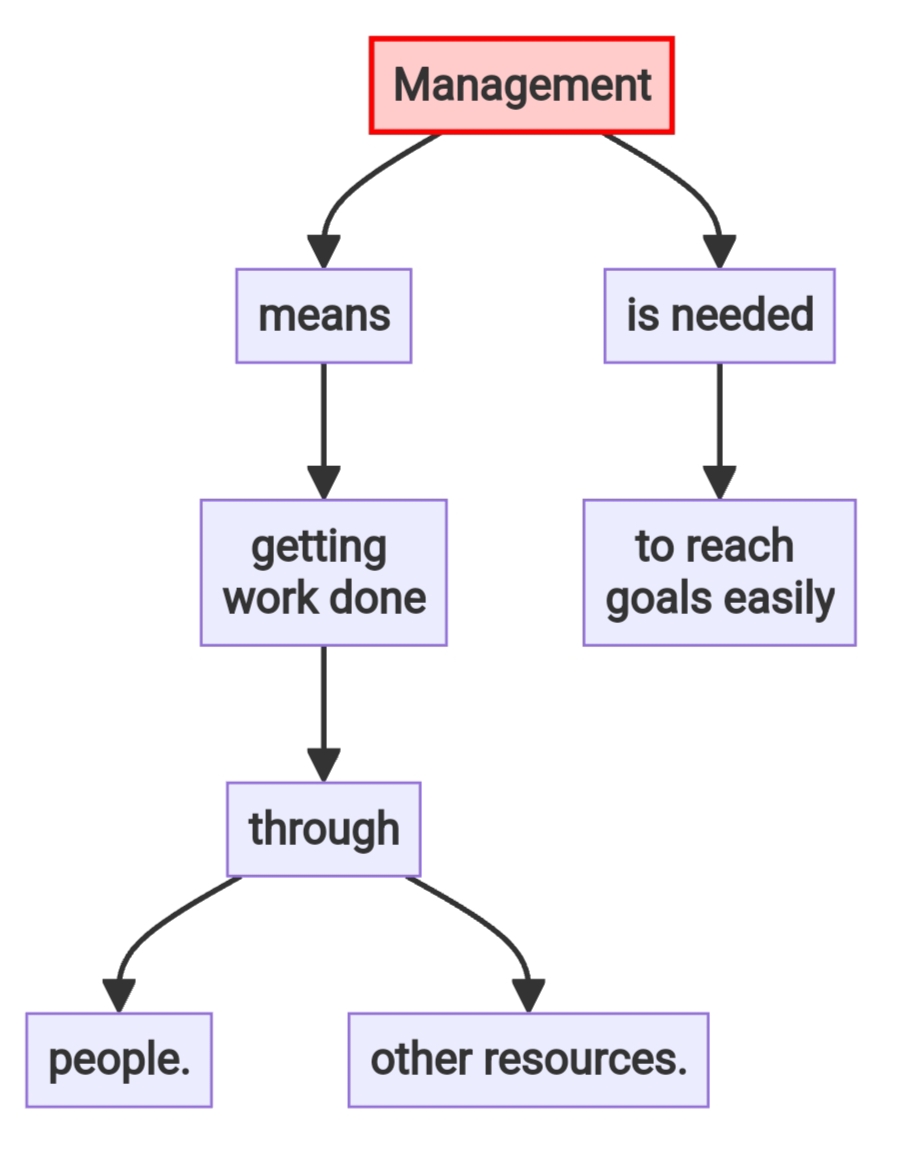 Management
means
is needed
getting
work done
to reach
goals easily
through
people.
other resources.